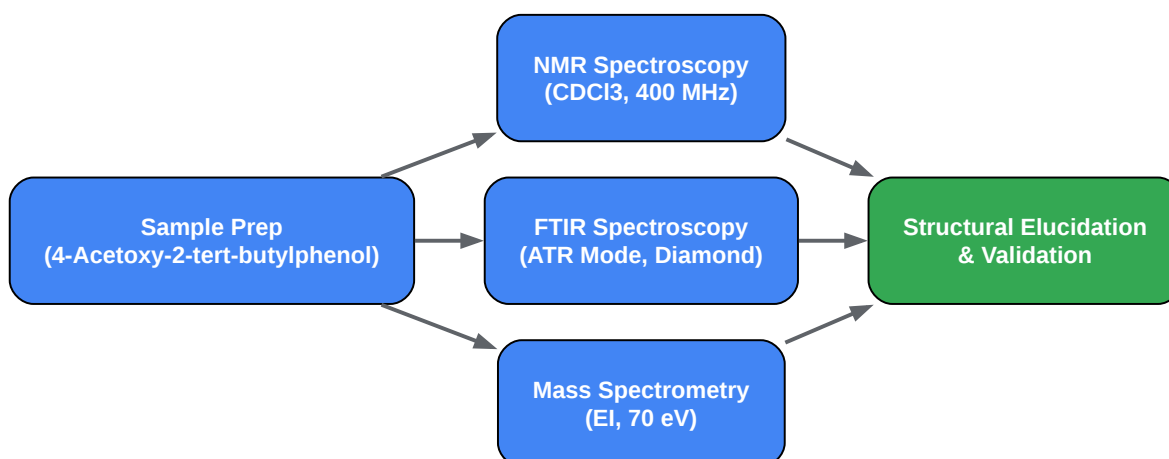 NMR Spectroscopy
(CDCl3, 400 MHz)
Sample Prep
(4-Acetoxy-2-tert-butylphenol)
FTIR Spectroscopy
(ATR Mode, Diamond)
Structural Elucidation
& Validation
Mass Spectrometry
(EI, 70 eV)